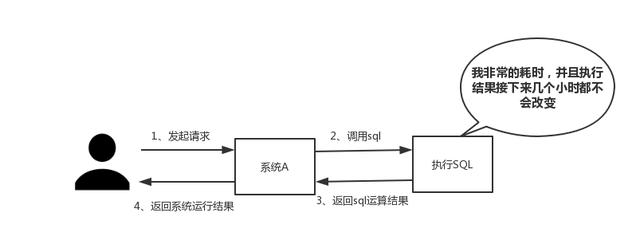 我非常的耗时，并且执行
结果接下来几个小时都不
会改变
1、发起请求
2、调用sql
系统A
执行SQL
4、返回系统运行结果
3、返回sql运算结果